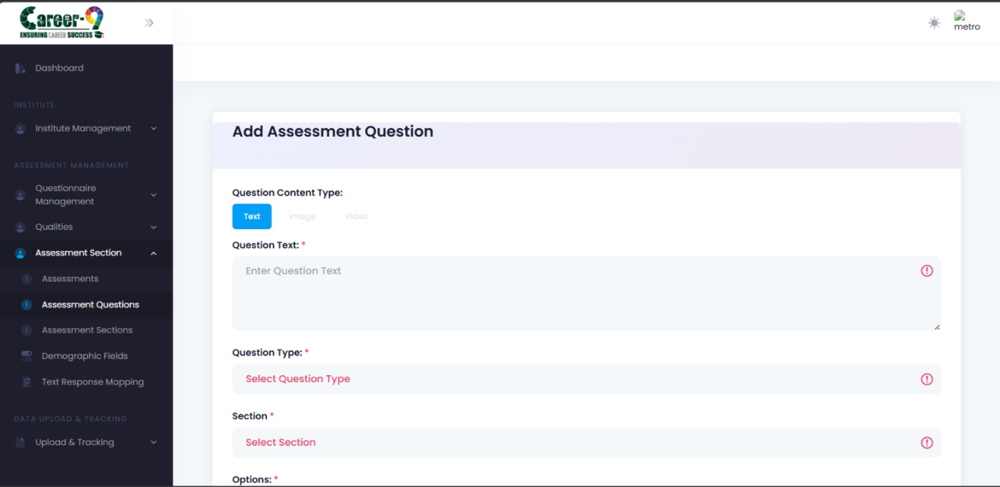 Career-9
ENSURING CAREER SUCCESS
metro
Dashboard
INSTITUTE
Institute Management
ASSESSMENT MANAGEMENT
Questionnaire
Management
Qualities
Assessment Section
Assessments
Assessment Questions
Assessment Sections
Demographic Fields
Text Response Mapping
DATA UPLOAD & TRACKING
Upload & Tracking
Add Assessment Question
Question Content Type:
Text Image Video
Question Text: *
Enter Question Text
Question Type: *
Select Question Type
Section *
Select Section
Options: *